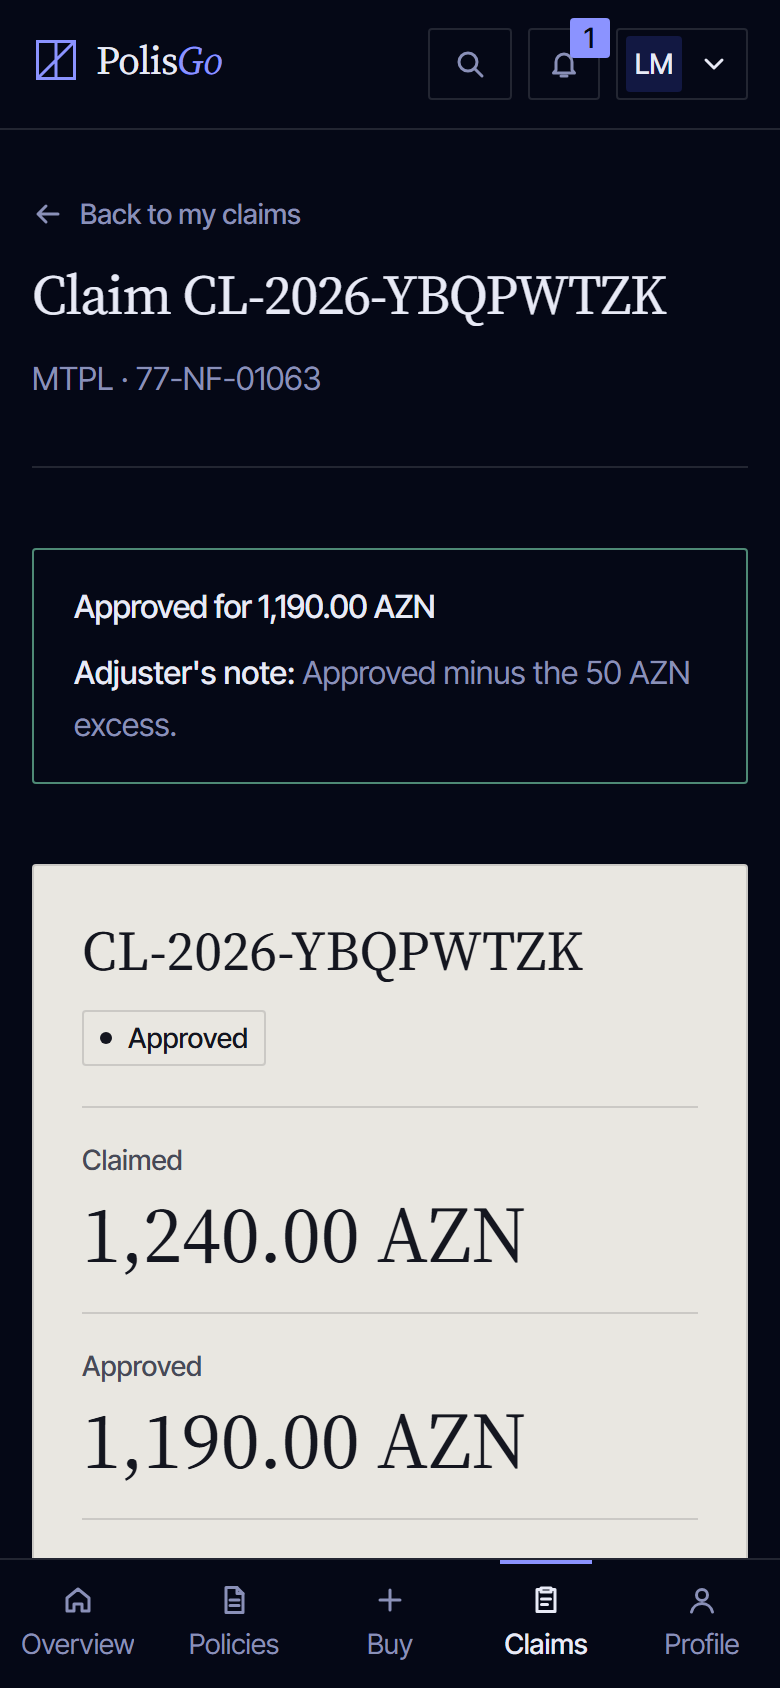 PolisGo
1
LM
Back to my claims
Claim CL-2026-YBQPWTZK
MTPL · 77-NF-01063
Approved for 1,190.00 AZN
Adjuster's note: Approved minus the 50 AZN
excess.
CL-2026-YBQPWTZK
Approved
Claimed
1,240.00 AZN
Approved
1,190.00 AZN
Overview
Policies
Buy
Claims
Profile